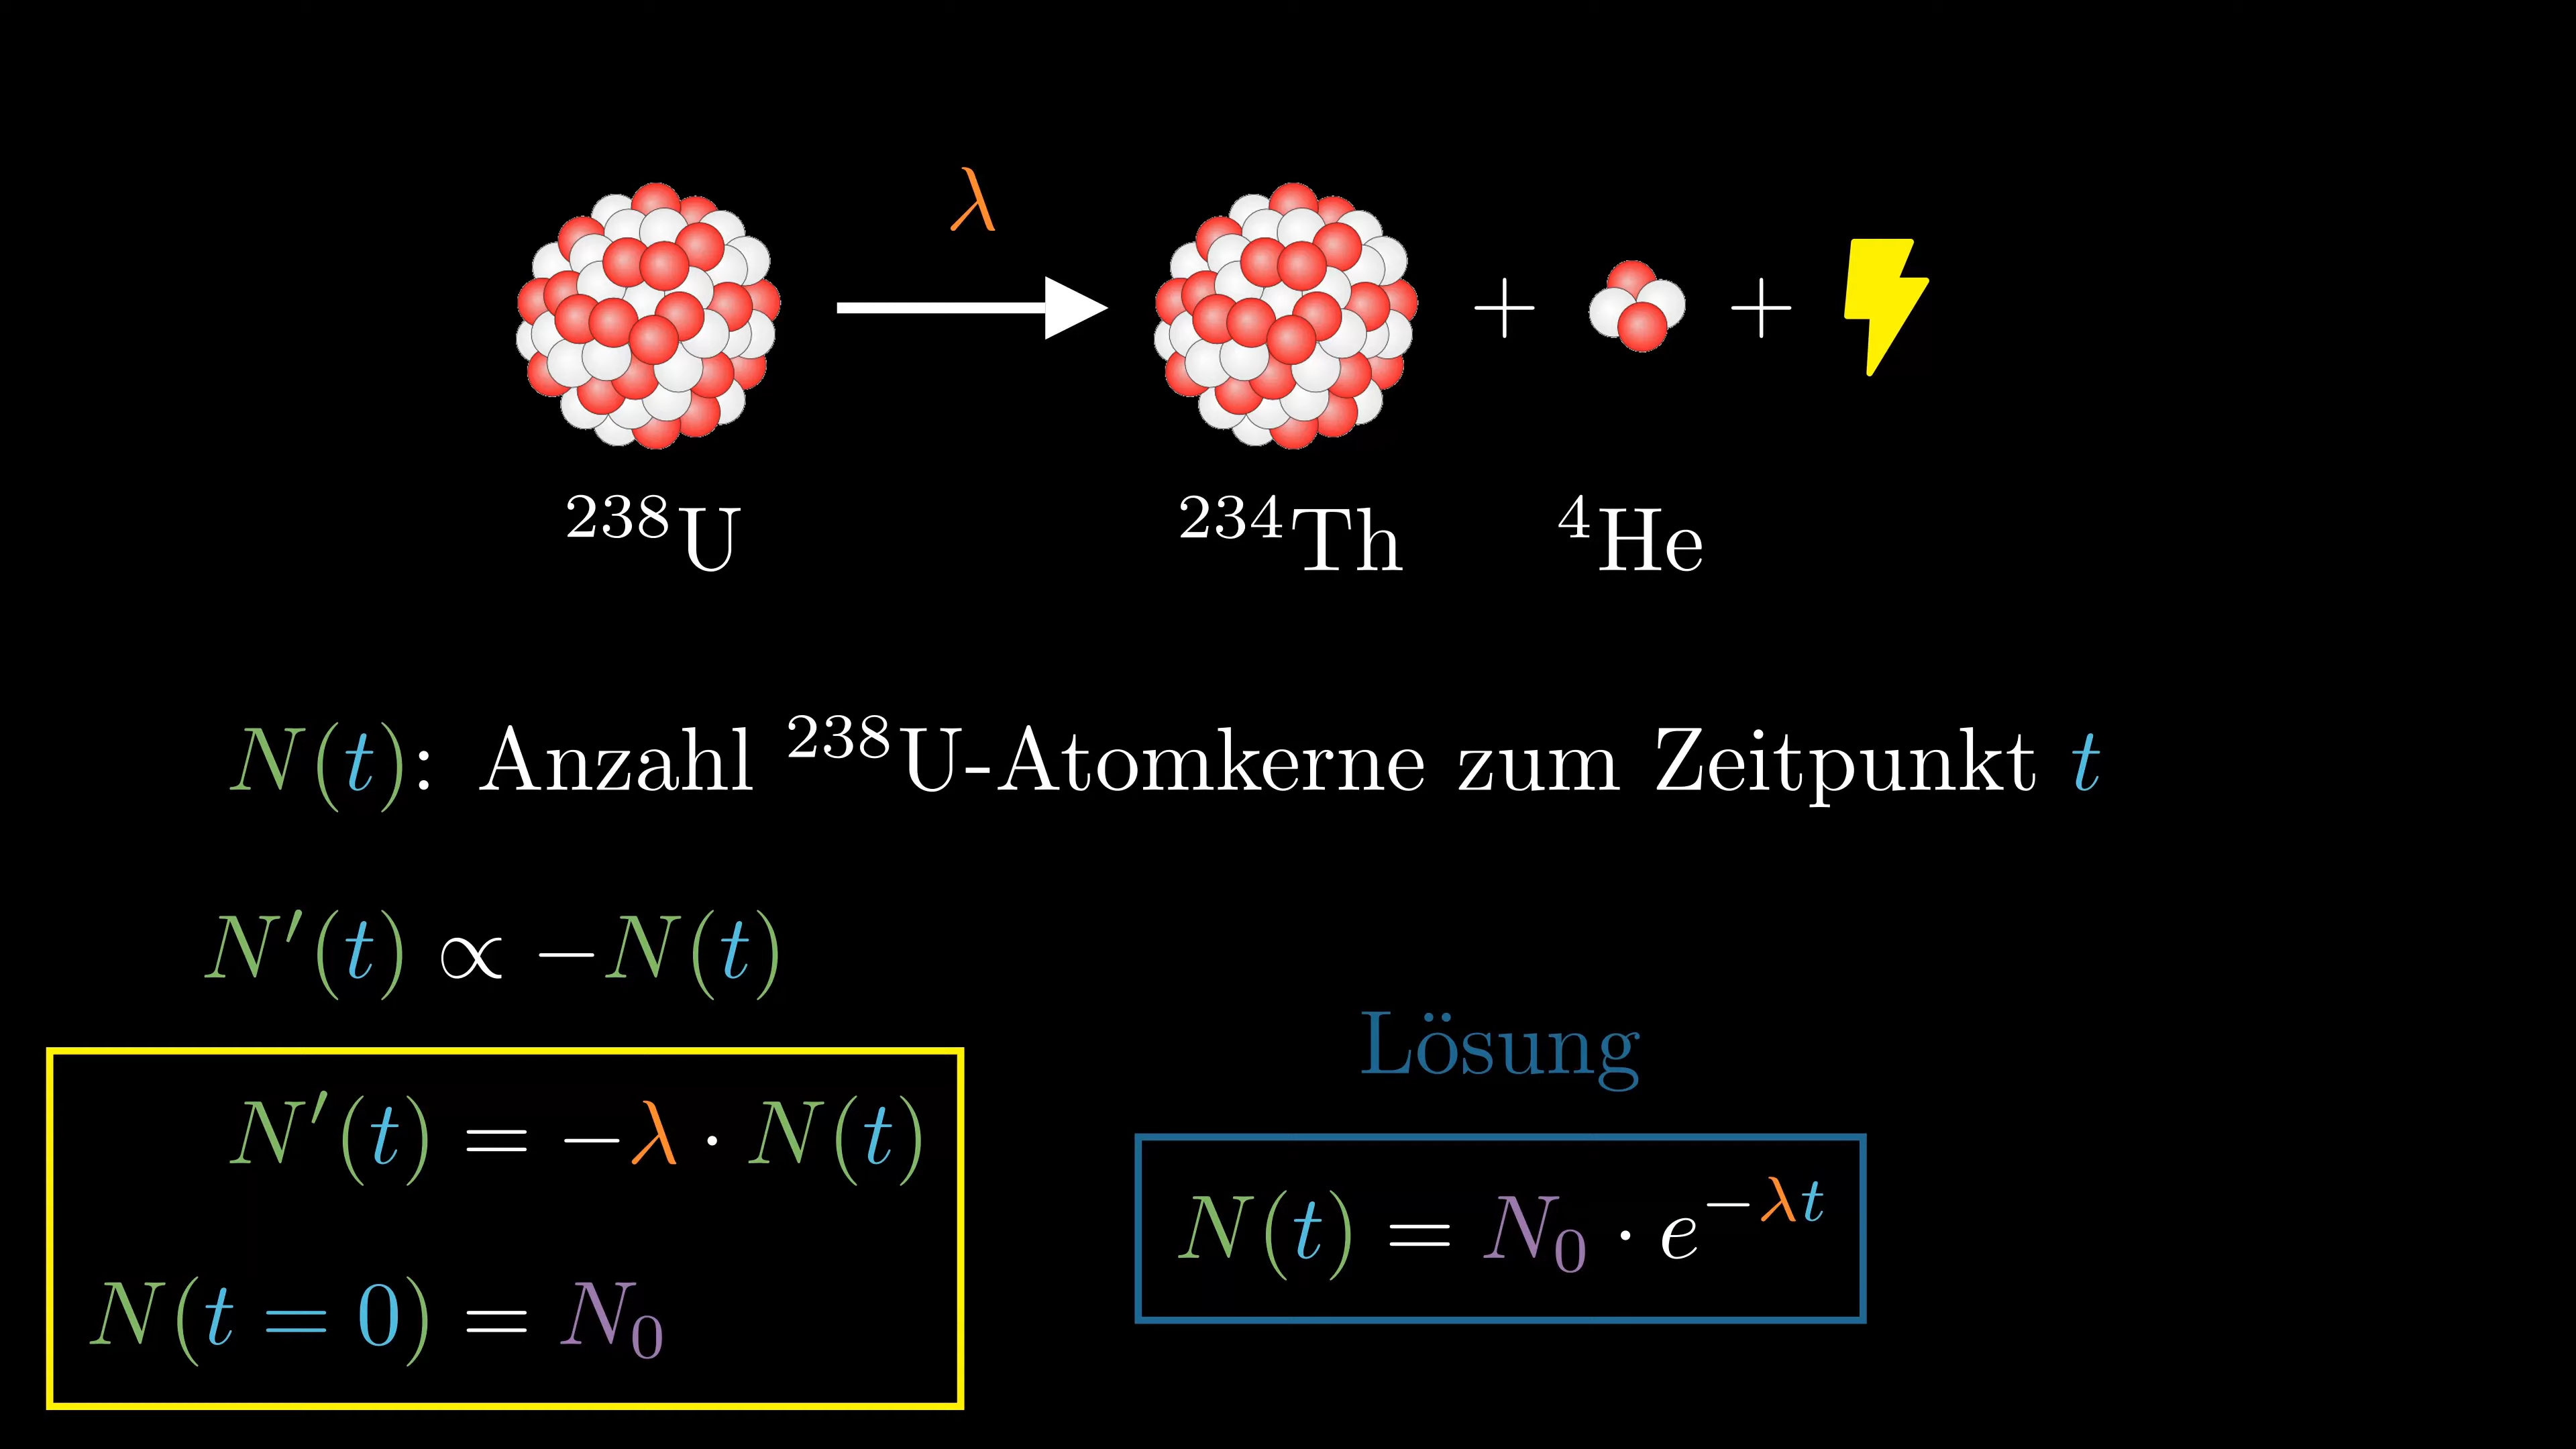 λ
+ +
²³⁸U ²³⁴Th ⁴He
N(t): Anzahl ²³⁸U-Atomkerne zum Zeitpunkt t
N′(t) ∝ −N(t)
N′(t) = −λ · N(t)
N(t = 0) = N₀
Lösung
N(t) = N₀ · e^{−λt}